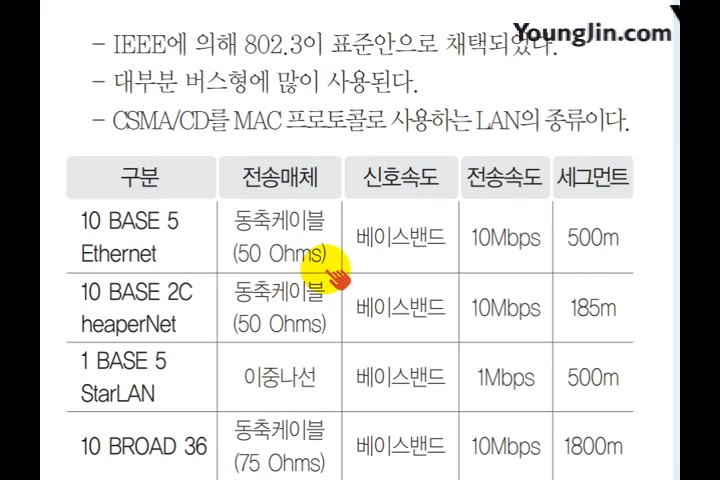 YoungJin.com
- IEEE에 의해 802.3이 표준안으로 채택되었다.
- 대부분 버스형에 많이 사용된다.
- CSMA/CD를 MAC 프로토콜로 사용하는 LAN의 종류이다.
구분 전송매체 신호속도 전송속도 세그먼트
10 BASE 5 Ethernet 동축케이블 (50 Ohms) 베이스밴드 10Mbps 500m
10 BASE 2C heaperNet 동축케이블 (50 Ohms) 베이스밴드 10Mbps 185m
1 BASE 5 StarLAN 이중나선 베이스밴드 1Mbps 500m
10 BROAD 36 동축케이블 (75 Ohms) 베이스밴드 10Mbps 1800m